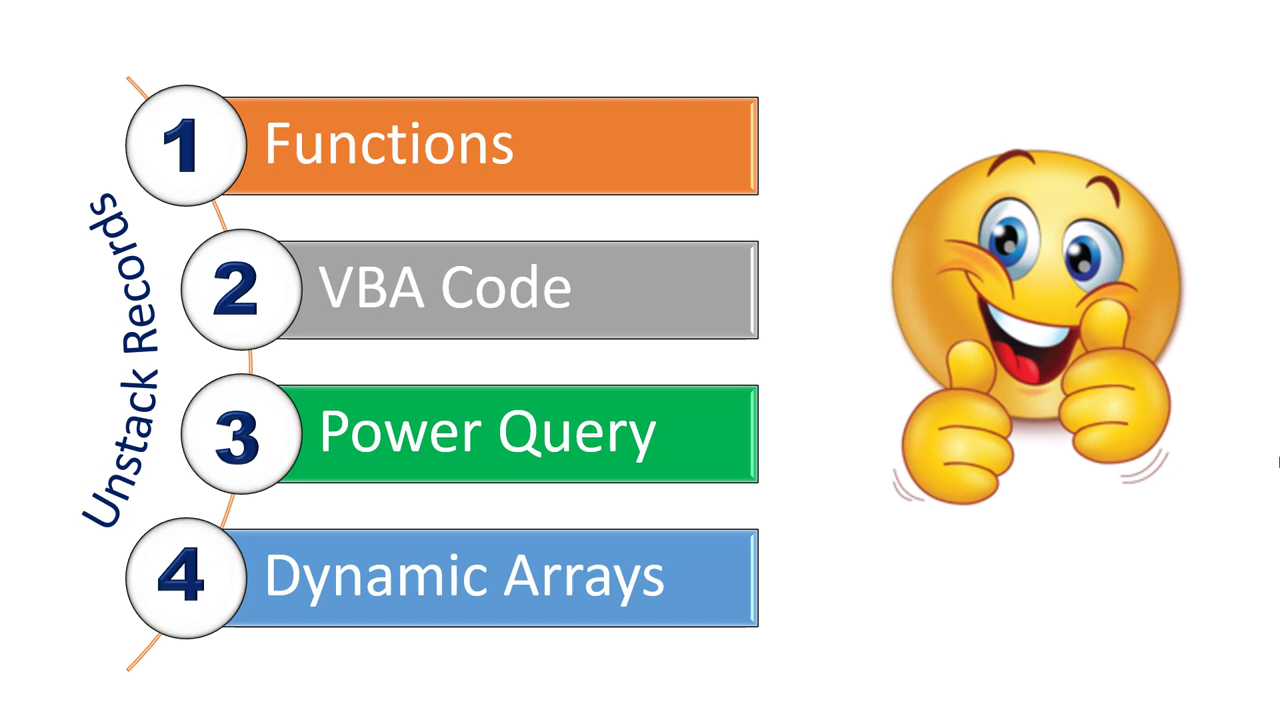 Unstack Records
1 Functions
2 VBA Code
3 Power Query
4 Dynamic Arrays